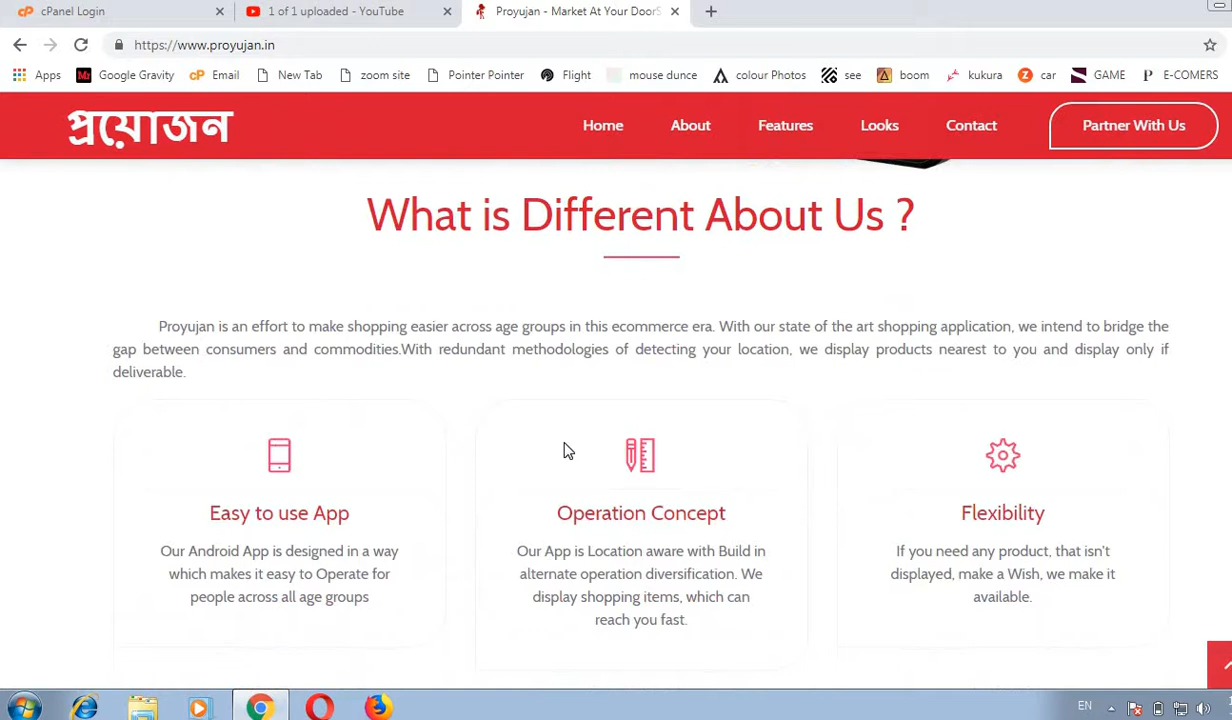 cPanel Login
1 of 1 uploaded - YouTube
Proyujan - Market At Your DoorS
https://www.proyujan.in
Apps Google Gravity Email New Tab zoom site Pointer Pointer Flight mouse dunce colour Photos see boom kukura car GAME E-COMERS
প্রয়োজন
Home About Features Looks Contact Partner With Us
What is Different About Us ?
Proyujan is an effort to make shopping easier across age groups in this ecommerce era. With our state of the art shopping application, we intend to bridge the
gap between consumers and commodities.With redundant methodologies of detecting your location, we display products nearest to you and display only if
deliverable.
Easy to use App
Our Android App is designed in a way
which makes it easy to Operate for
people across all age groups
Operation Concept
Our App is Location aware with Build in
alternate operation diversification. We
display shopping items, which can
reach you fast.
Flexibility
If you need any product, that isn't
displayed, make a Wish, we make it
available.
EN